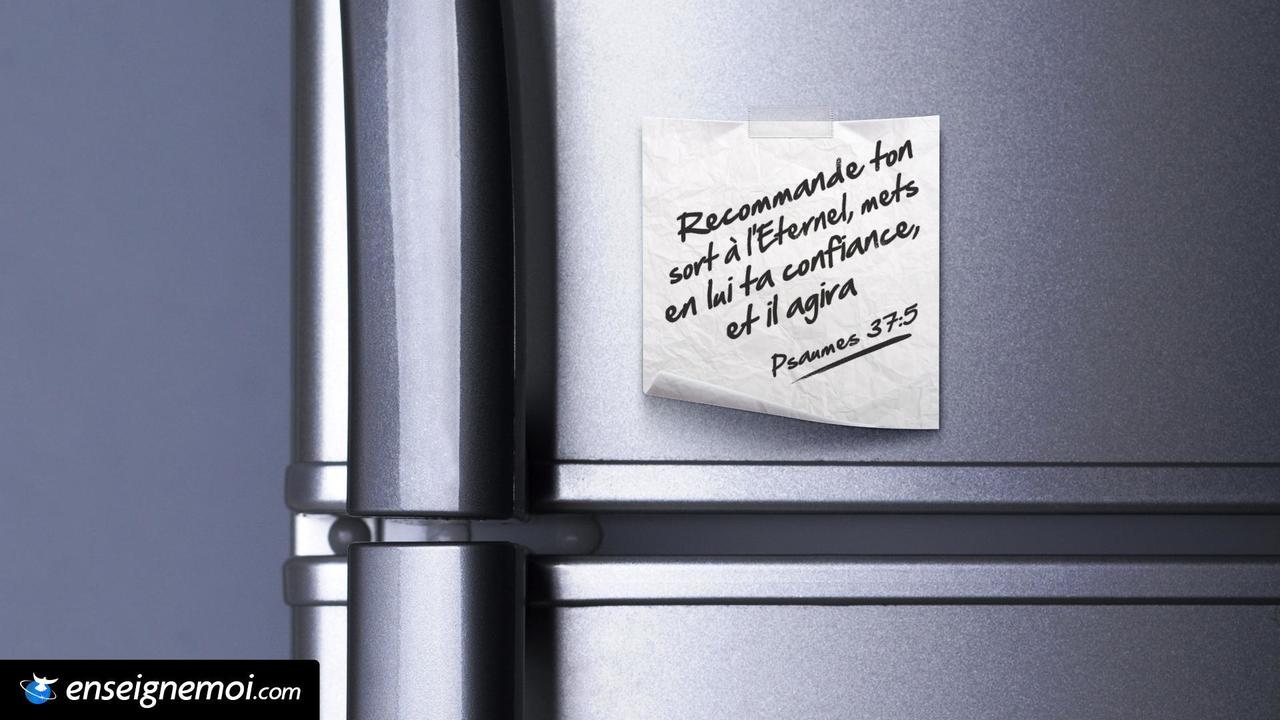 Recommande ton
sort à l'Eternel, mets
en lui ta confiance,
et il agira
Psaumes 37:5
enseignemoi.com